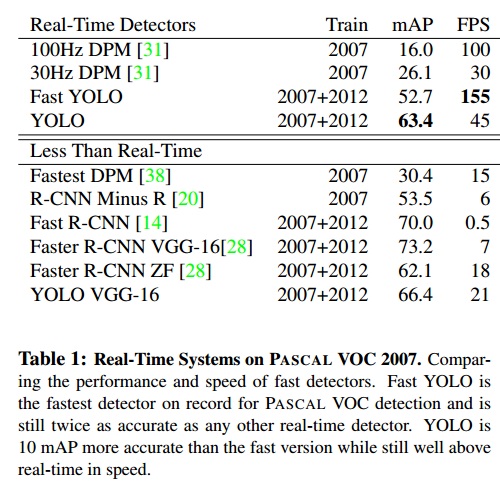 Real-Time Detectors Train mAP FPS
100Hz DPM [31] 2007 16.0 100
30Hz DPM [31] 2007 26.1 30
Fast YOLO 2007+2012 52.7 155
YOLO 2007+2012 63.4 45
Less Than Real-Time
Fastest DPM [38] 2007 30.4 15
R-CNN Minus R [20] 2007 53.5 6
Fast R-CNN [14] 2007+2012 70.0 0.5
Faster R-CNN VGG-16[28] 2007+2012 73.2 7
Faster R-CNN ZF [28] 2007+2012 62.1 18
YOLO VGG-16 2007+2012 66.4 21
Table 1: Real-Time Systems on PASCAL VOC 2007. Compar-
ing the performance and speed of fast detectors. Fast YOLO is
the fastest detector on record for PASCAL VOC detection and is
still twice as accurate as any other real-time detector. YOLO is
10 mAP more accurate than the fast version while still well above
real-time in speed.